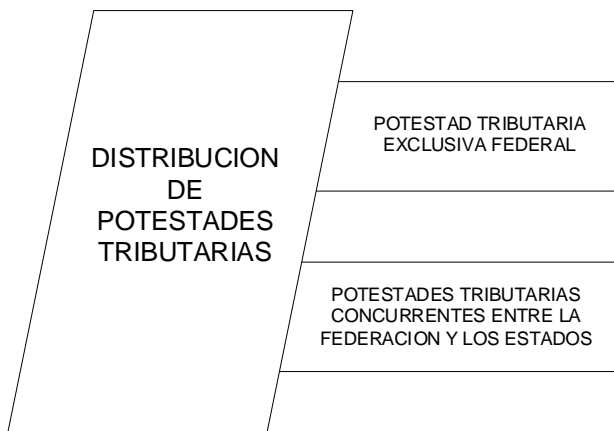 DISTRIBUCION
DE
POTESTADES
TRIBUTARIAS
POTESTAD TRIBUTARIA
EXCLUSIVA FEDERAL
POTESTADES TRIBUTARIAS
CONCURRENTES ENTRE LA
FEDERACION Y LOS ESTADOS